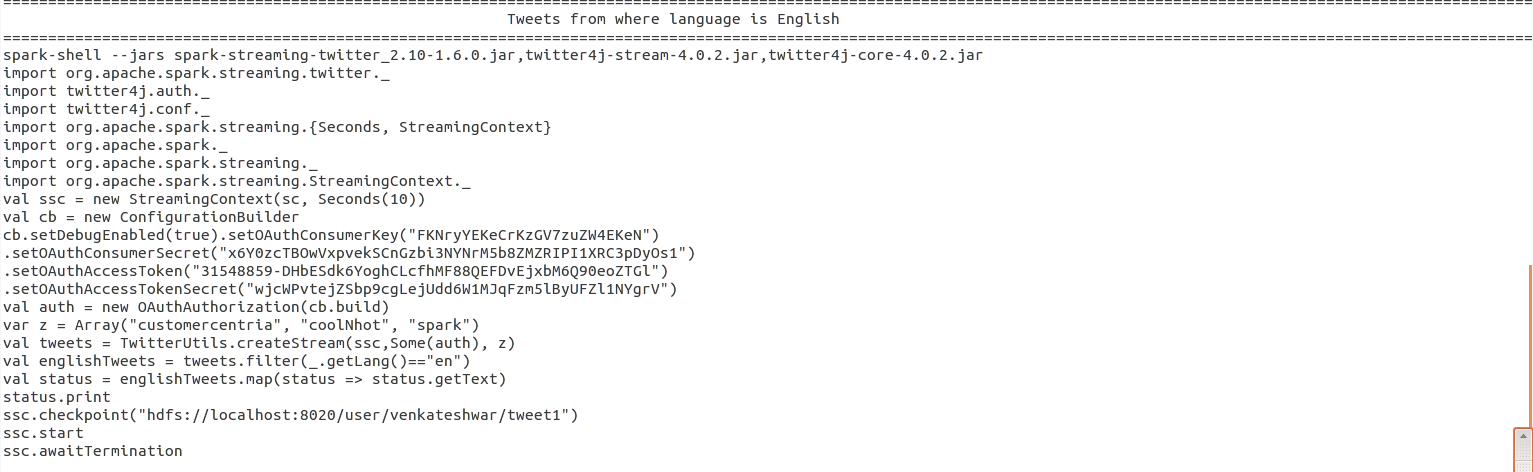 ================================================================================
Tweets from where language is English
================================================================================
spark-shell --jars spark-streaming-twitter_2.10-1.6.0.jar,twitter4j-stream-4.0.2.jar,twitter4j-core-4.0.2.jar
import org.apache.spark.streaming.twitter._
import twitter4j.auth._
import twitter4j.conf._
import org.apache.spark.streaming.{Seconds, StreamingContext}
import org.apache.spark._
import org.apache.spark.streaming._
import org.apache.spark.streaming.StreamingContext._
val ssc = new StreamingContext(sc, Seconds(10))
val cb = new ConfigurationBuilder
cb.setDebugEnabled(true).setOAuthConsumerKey("FKNryYEKeCrKzGV7zuZW4EKeN")
.setOAuthConsumerSecret("x6Y0zcTBOwVxpvekSCnGzbi3NYNrM5b8ZMZRIPI1XRC3pDyOs1")
.setOAuthAccessToken("31548859-DHbESdk6YoghCLcfhMF88QEFDvEjxbM6Q90eoZTGl")
.setOAuthAccessTokenSecret("wjcWPvtejZSbp9cgLejUdd6W1MJqFzm5lByUFZl1NYgrV")
val auth = new OAuthAuthorization(cb.build)
var z = Array("customercentria", "coolNhot", "spark")
val tweets = TwitterUtils.createStream(ssc,Some(auth), z)
val englishTweets = tweets.filter(_.getLang()=="en")
val status = englishTweets.map(status => status.getText)
status.print
ssc.checkpoint("hdfs://localhost:8020/user/venkateshwar/tweet1")
ssc.start
ssc.awaitTermination